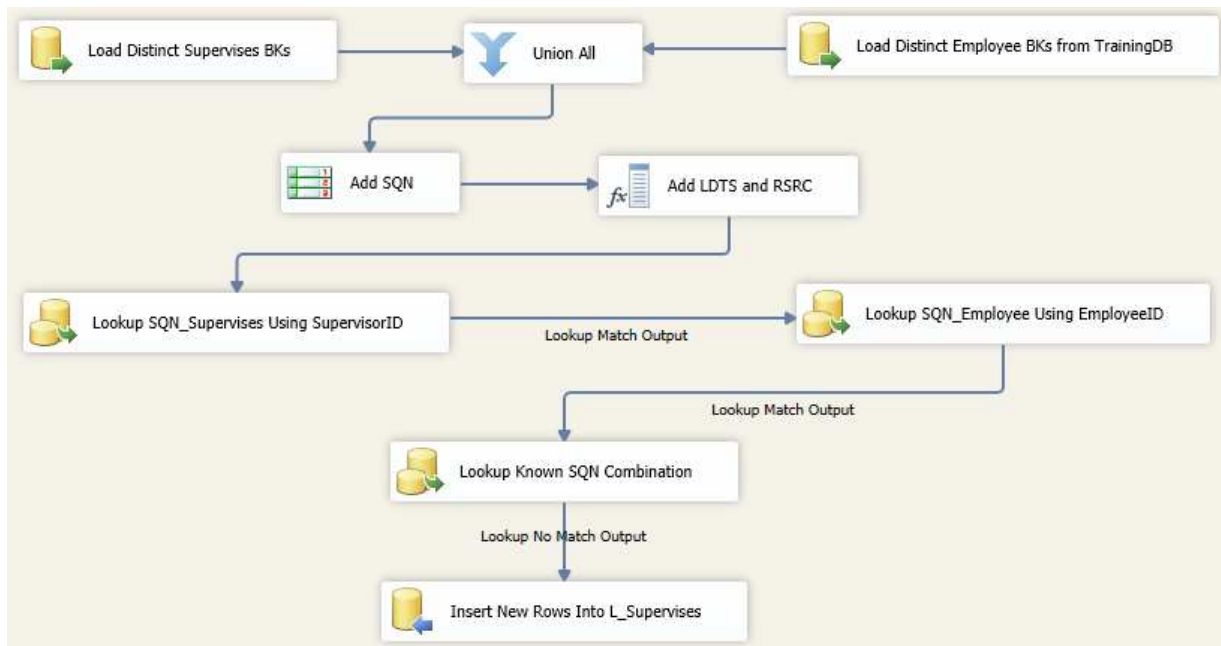 Load Distinct Supervises BKs
Union All
Load Distinct Employee BKs from TrainingDB
Add SQN
Add LDTS and RSRC
Lookup SQN_Supervises Using SupervisorID
Lookup Match Output
Lookup SQN_Employee Using EmployeeID
Lookup Match Output
Lookup Known SQN Combination
Lookup No Match Output
Insert New Rows Into L_Supervises